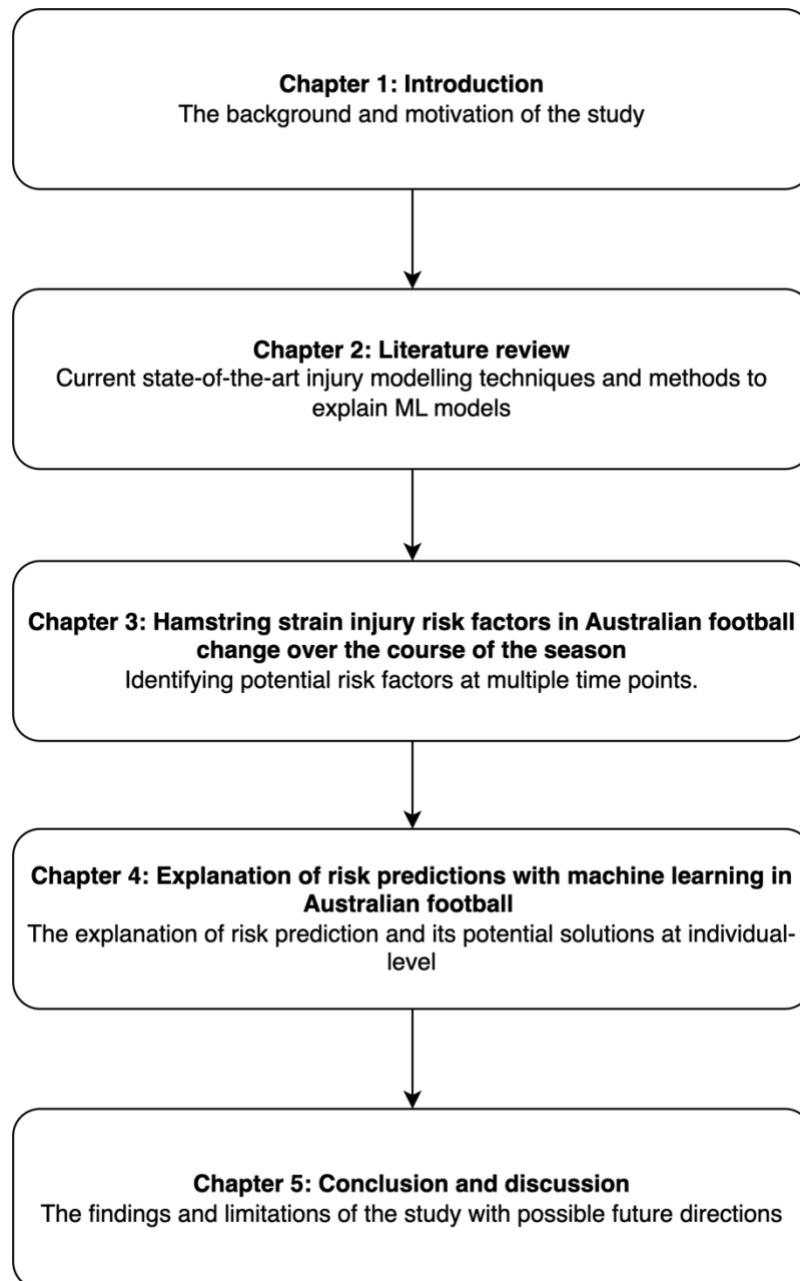 Chapter 1: Introduction
The background and motivation of the study
Chapter 2: Literature review
Current state-of-the-art injury modelling techniques and methods to
explain ML models
Chapter 3: Hamstring strain injury risk factors in Australian football
change over the course of the season
Identifying potential risk factors at multiple time points.
Chapter 4: Explanation of risk predictions with machine learning in
Australian football
The explanation of risk prediction and its potential solutions at individual-
level
Chapter 5: Conclusion and discussion
The findings and limitations of the study with possible future directions